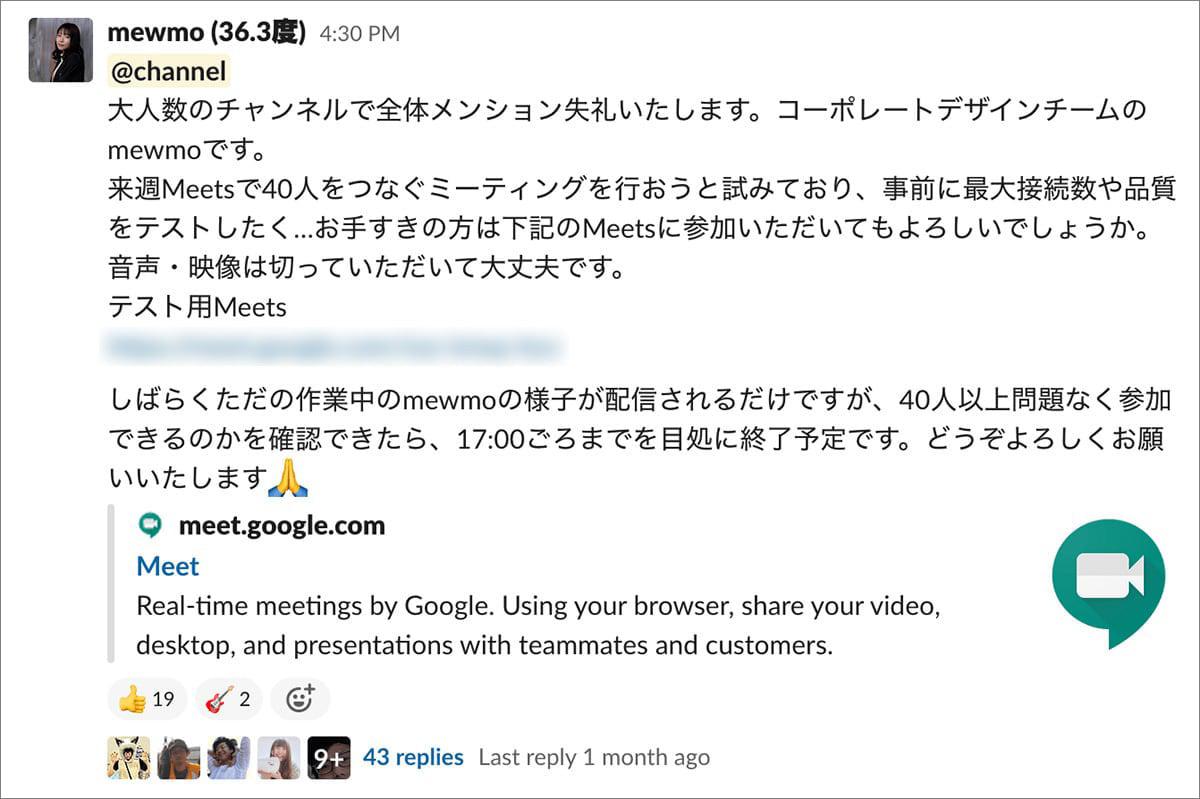 mewmo (36.3度) 4:30 PM
@channel
大人数のチャンネルで全体メンション失礼いたします。コーポレートデザインチームの
mewmoです。
来週Meetsで40人をつなぐミーティングを行おうと試みており、事前に最大接続数や品質
をテストしたく...お手すきの方は下記のMeetsに参加いただいてもよろしいでしょうか。
音声・映像は切っていただいて大丈夫です。
テスト用Meets
しばらくただの作業中のmewmoの様子が配信されるだけですが、40人以上問題なく参加
できるのかを確認できたら、17:00ごろまでを目処に終了予定です。どうぞよろしくお願
いいたします🙏
meet.google.com
Meet
Real-time meetings by Google. Using your browser, share your video,
desktop, and presentations with teammates and customers.
👍 19 🎸 2
9+ 43 replies Last reply 1 month ago